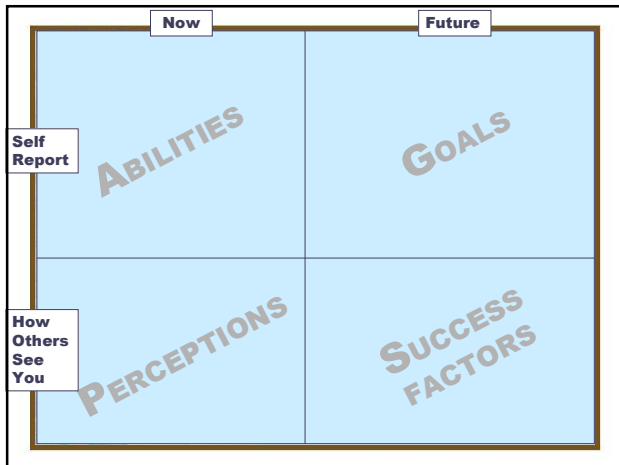 Now
Future
Self
Report
ABILITIES
GOALS
How
Others
See
You
PERCEPTIONS
SUCCESS
FACTORS